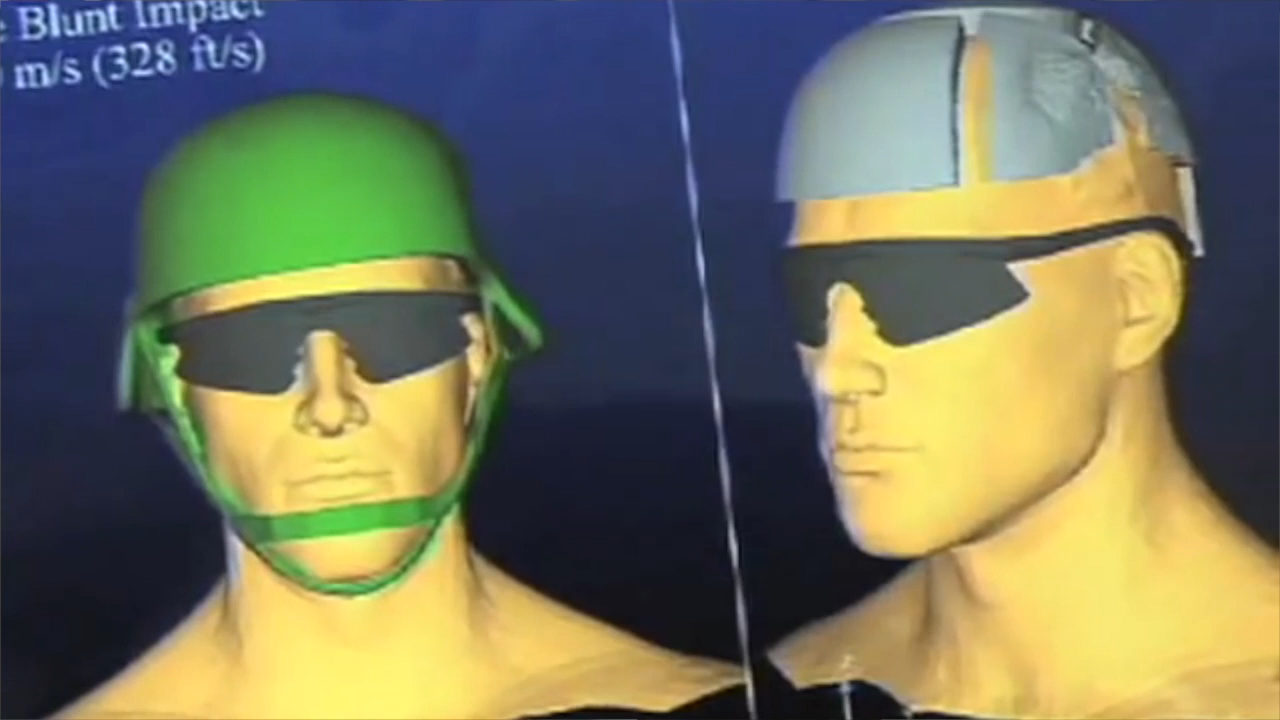 Blunt Impact
m/s (328 ft/s)